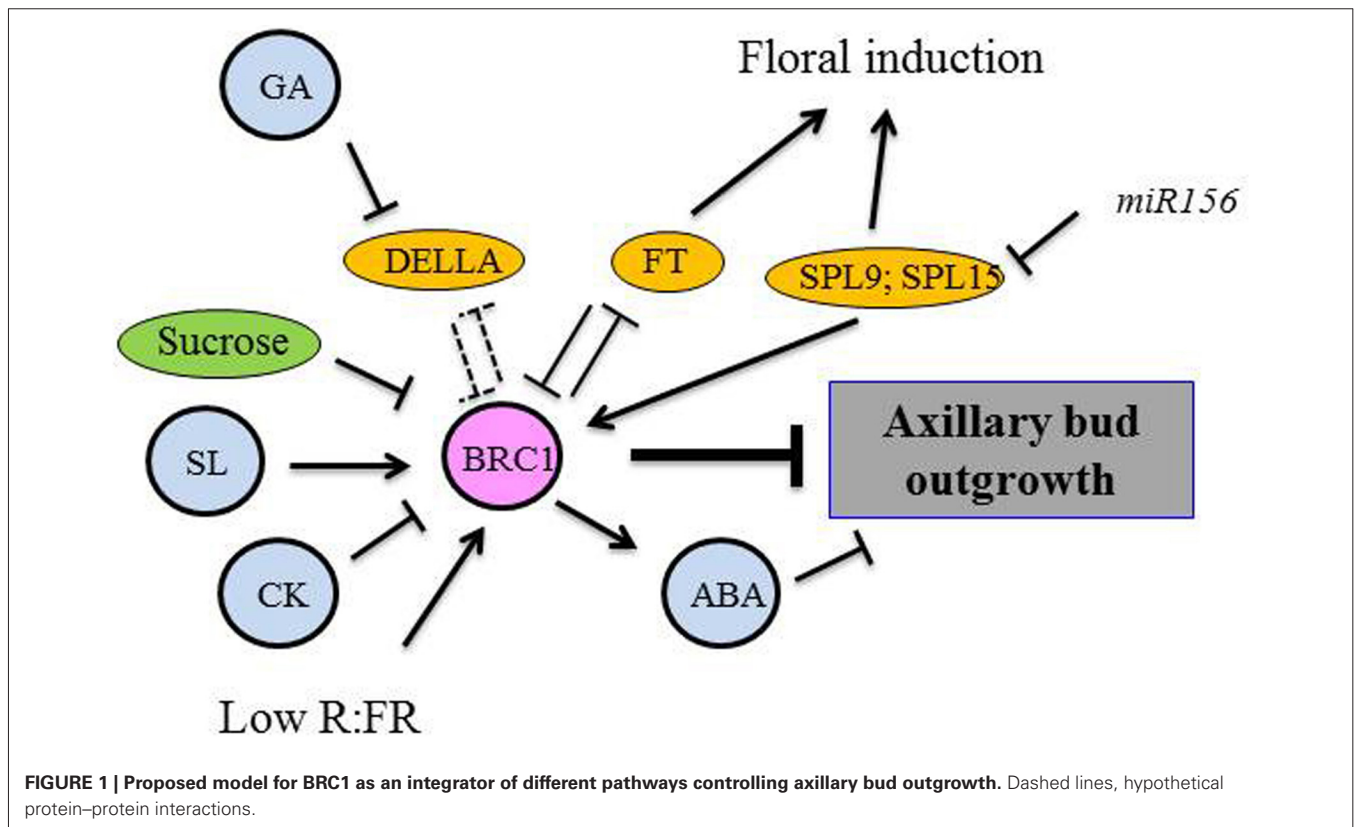 Floral induction
GA
miR156
DELLA
FT
SPL9; SPL15
Sucrose
Axillary bud
outgrowth
SL
BRC1
CK
ABA
Low R:FR
FIGURE 1 | Proposed model for BRC1 as an integrator of different pathways controlling axillary bud outgrowth. Dashed lines, hypothetical
protein–protein interactions.